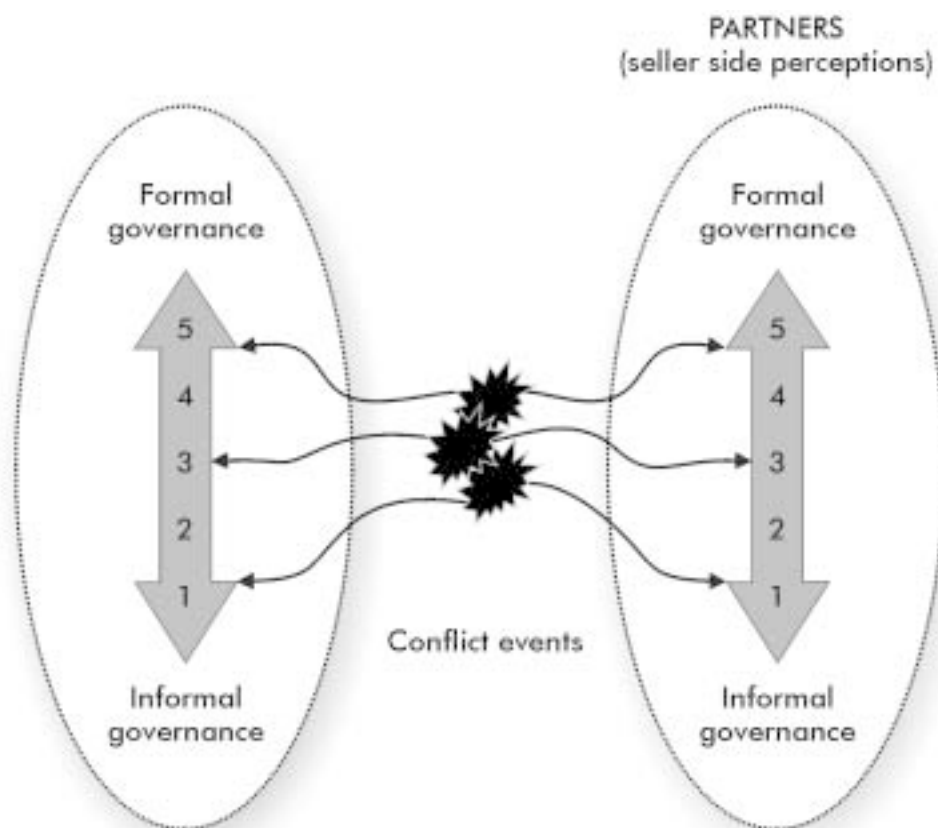 PARTNERS
(seller side perceptions)
Formal
governance
5
4
3
2
1
Informal
governance
Conflict events
Formal
governance
5
4
3
2
1
Informal
governance